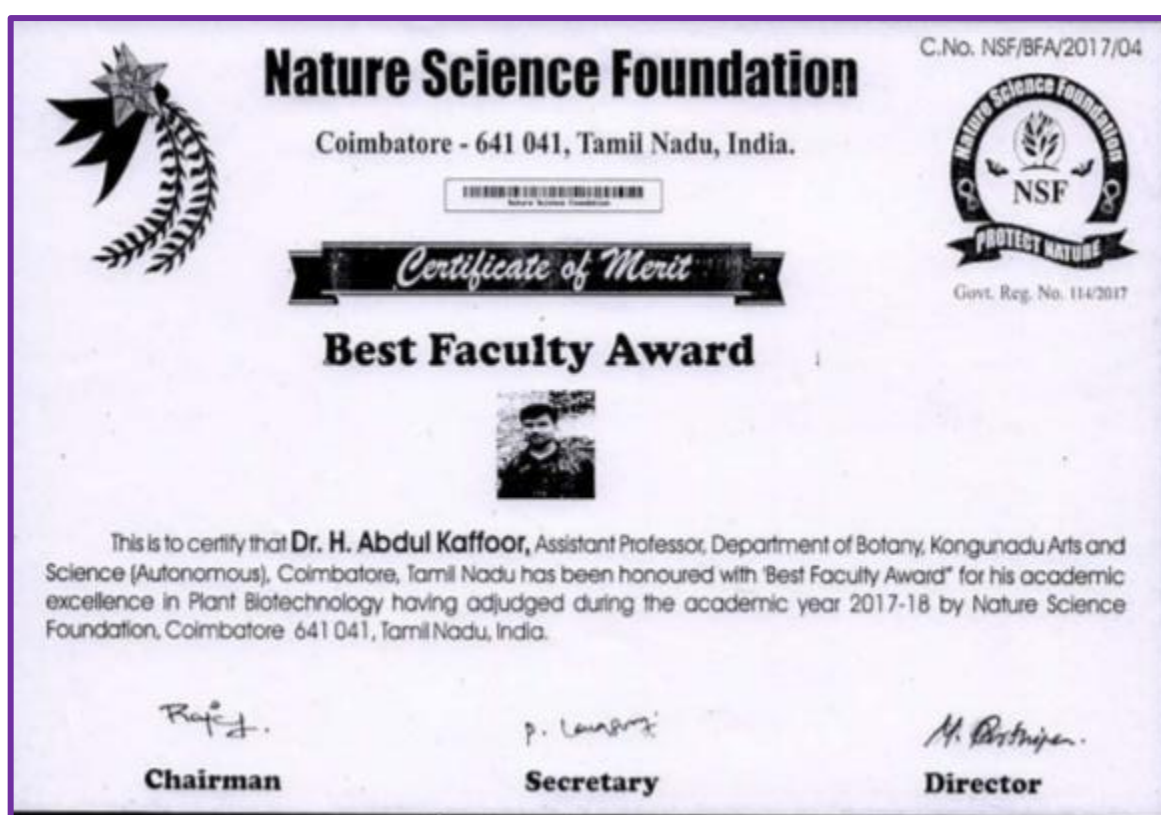 C.No. NSF/BFA/2017/04
Nature Science Foundation
Coimbatore - 641 041, Tamil Nadu, India.
Nature Science Foundation
Certificate of Merit
Nature Science Foundation
NSF
PROTECT NATURE
Govt. Reg. No. 114/2017
Best Faculty Award
This is to certify that Dr. H. Abdul Kaffoor, Assistant Professor, Department of Botany, Kongunadu Arts and
Science (Autonomous), Coimbatore, Tamil Nadu has been honoured with 'Best Faculty Award" for his academic
excellence in Plant Biotechnology having adjudged during the academic year 2017-18 by Nature Science
Foundation, Coimbatore 641 041, Tamil Nadu, India.
Chairman
Secretary
Director